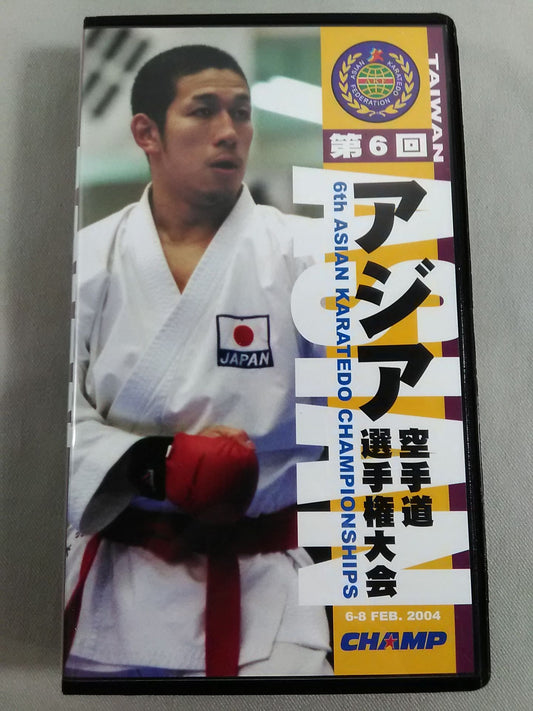 TAIWAN
ASIAN KARATEDO FEDERATION
第6回
アジア
空手道
選手権大会
6th ASIAN KARATEDO CHAMPIONSHIPS
ASIAN
JAPAN
6-8 FEB. 2004
CHAMP